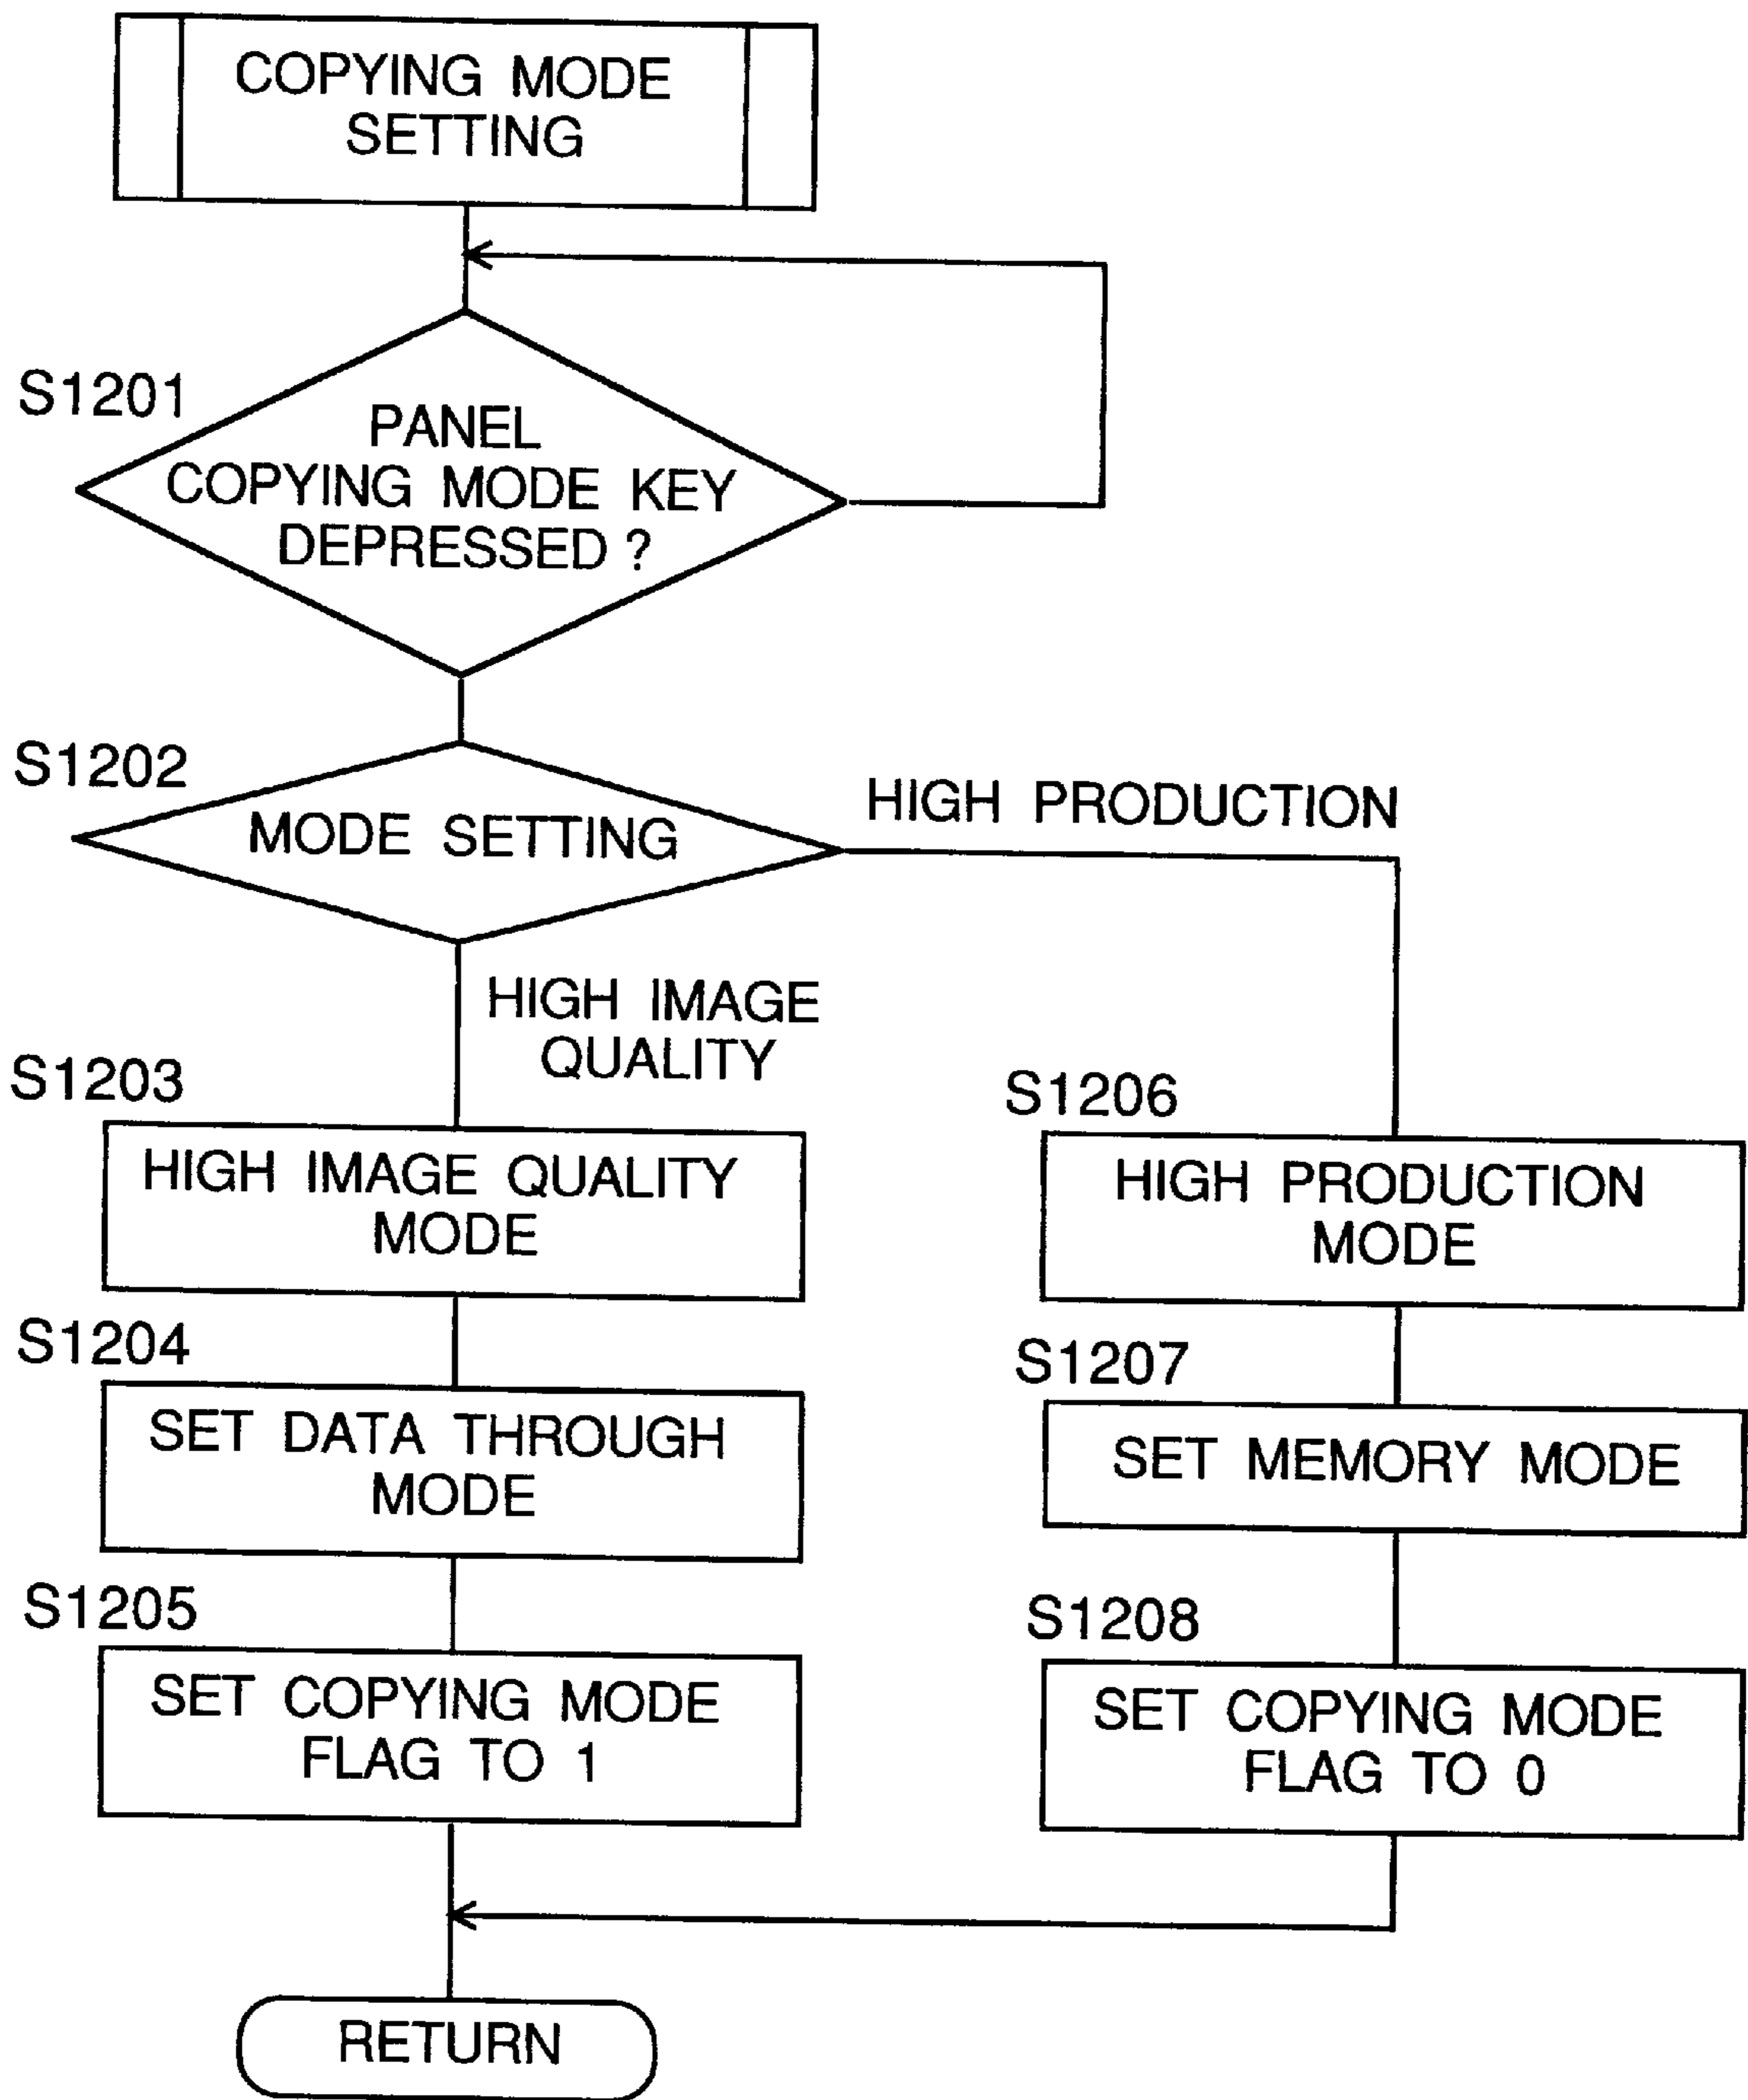 COPYING MODE
SETTING
S1201
PANEL
COPYING MODE KEY
DEPRESSED ?
S1202
MODE SETTING
HIGH PRODUCTION
HIGH IMAGE
QUALITY
S1203
HIGH IMAGE QUALITY
MODE
S1204
SET DATA THROUGH
MODE
S1205
SET COPYING MODE
FLAG TO 1
S1206
HIGH PRODUCTION
MODE
S1207
SET MEMORY MODE
S1208
SET COPYING MODE
FLAG TO 0
RETURN